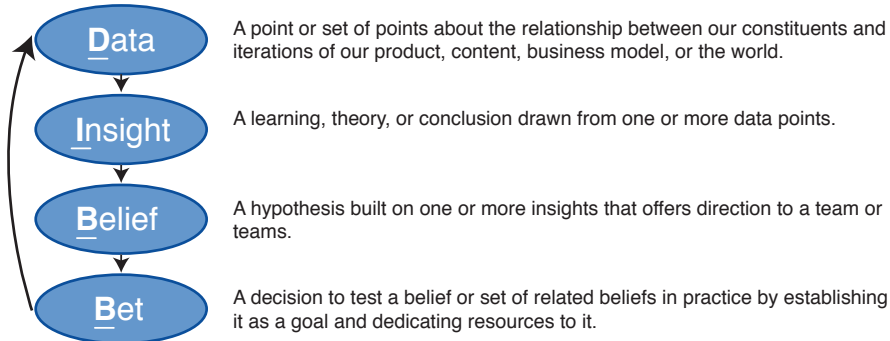 Data
A point or set of points about the relationship between our constituents and
iterations of our product, content, business model, or the world.
Insight
A learning, theory, or conclusion drawn from one or more data points.
Belief
A hypothesis built on one or more insights that offers direction to a team or
teams.
Bet
A decision to test a belief or set of related beliefs in practice by establishing
it as a goal and dedicating resources to it.